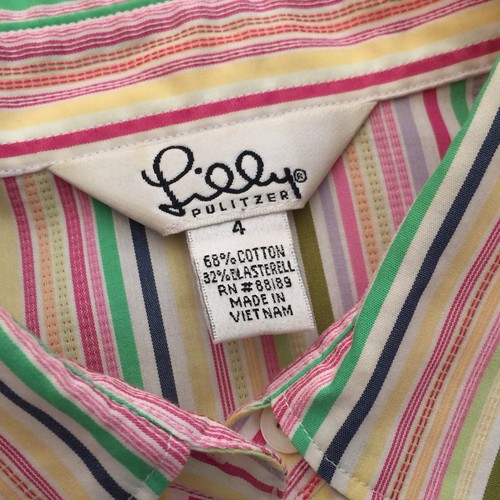 Lilly®
PULITZER
4
68% COTTON
32% ELASTERELL
RN #88189
MADE IN
VIETNAM